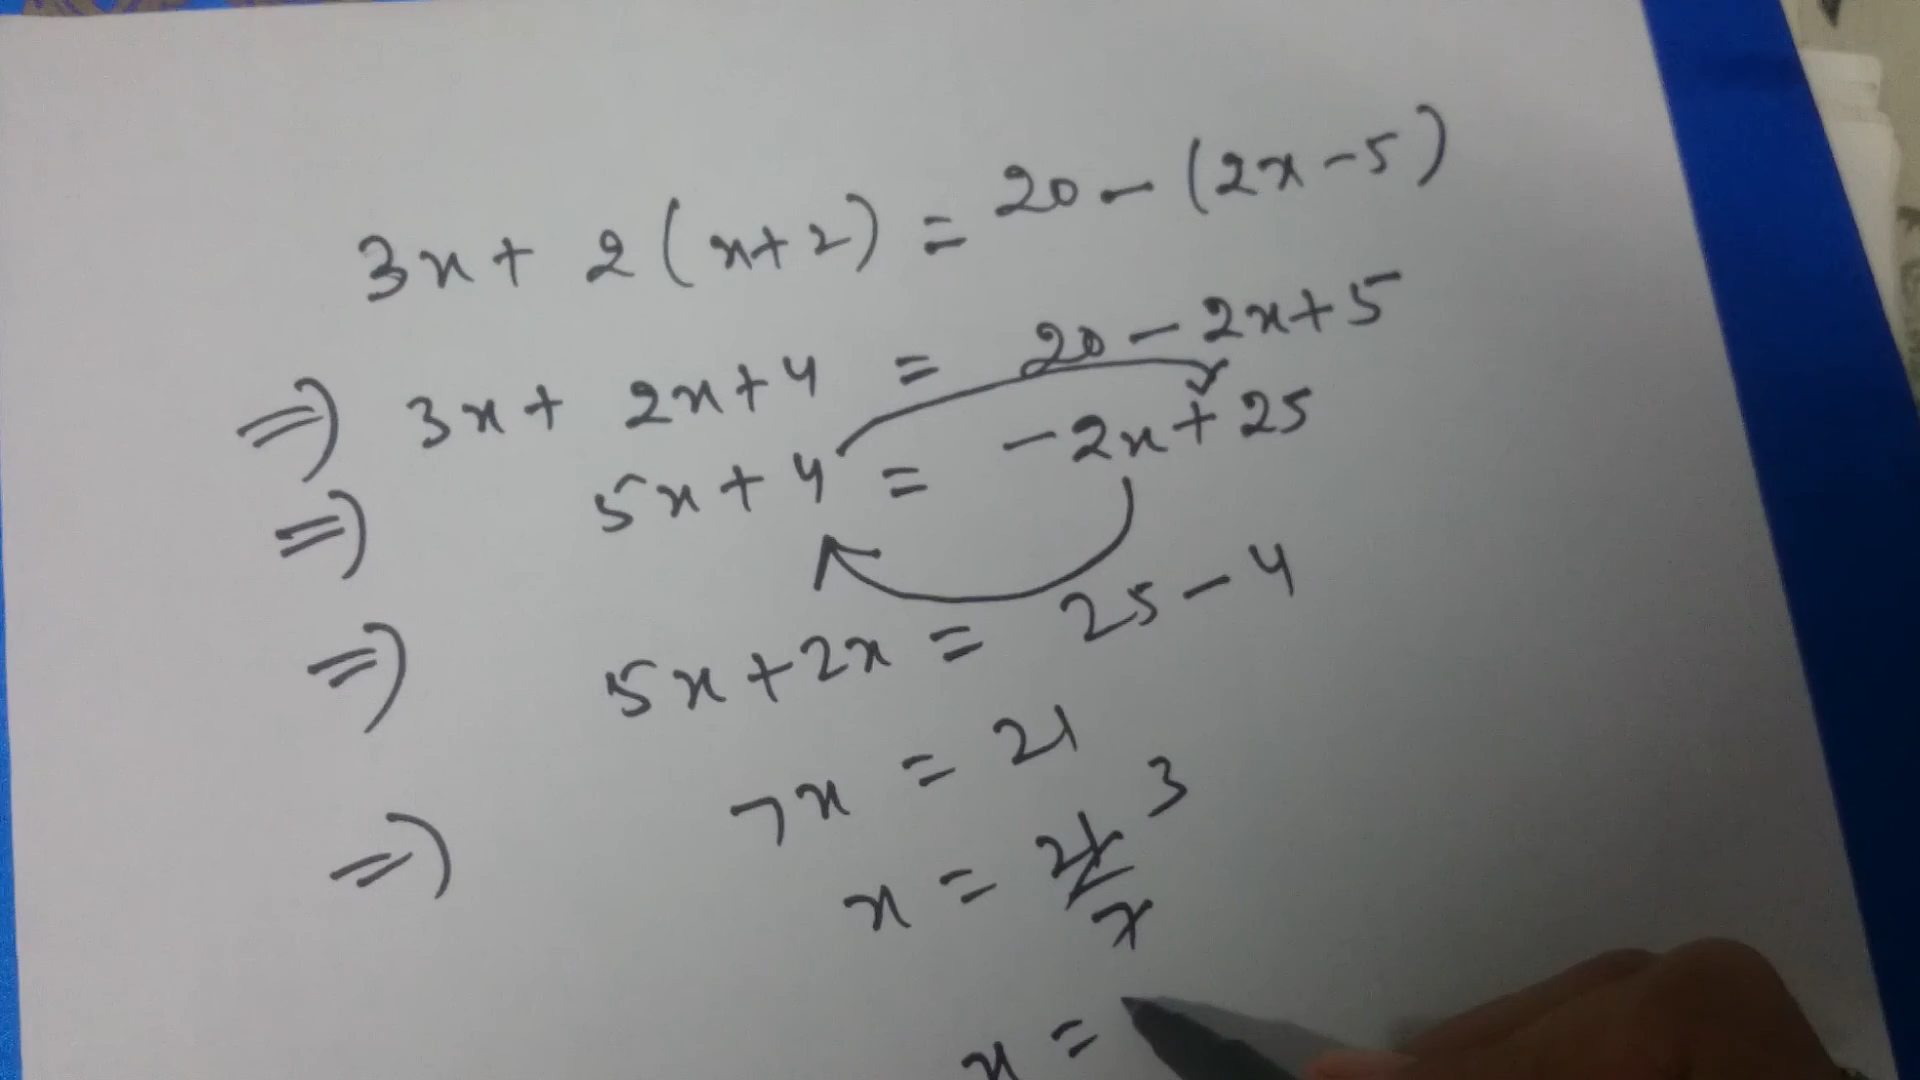 3x + 2(x+2) = 20 - (2x-5)
⇒ 3x + 2x + 4 = 20 - 2x + 5
⇒ 5x + 4 = -2x + 25
⇒ 5x + 2x = 25 - 4
7x = 21
⇒ x = 21/7 3
x =